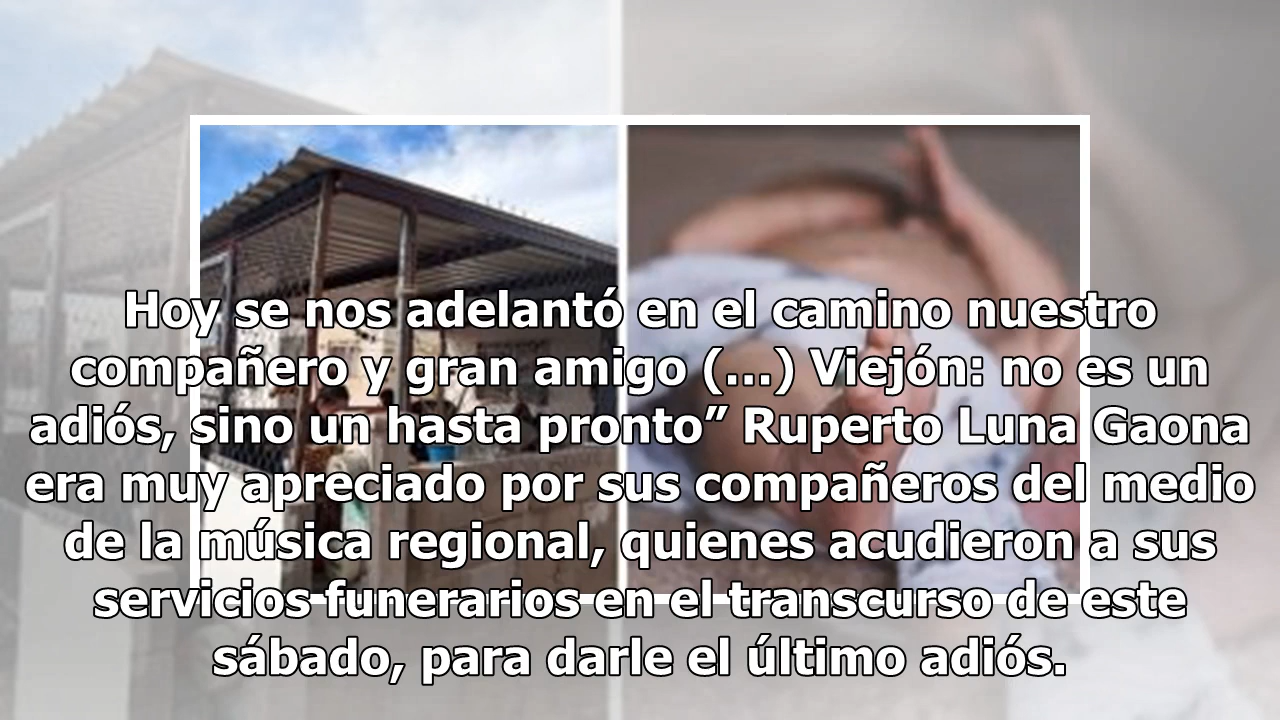 Hoy se nos adelantó en el camino nuestro
compañero y gran amigo (...) Viejón: no es un
adiós, sino un hasta pronto” Ruperto Luna Gaona
era muy apreciado por sus compañeros del medio
de la música regional, quienes acudieron a sus
servicios funerarios en el transcurso de este
sábado, para darle el último adiós.